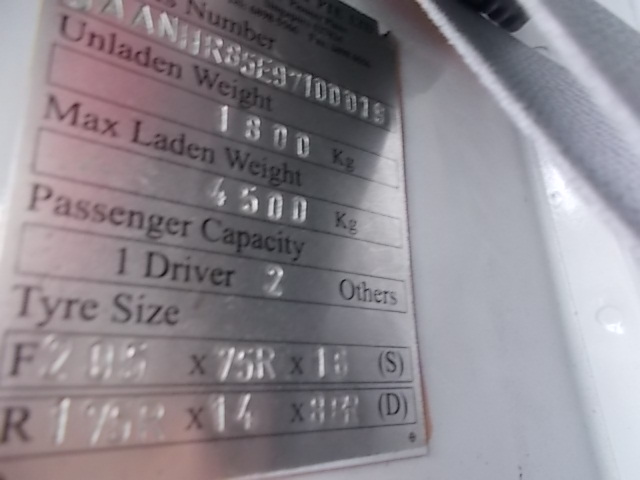 Number
JAANHR85E97100019
Unladen Weight
1800 Kg
Max Laden Weight
4500 Kg
Passenger Capacity
1 Driver 2 Others
Tyre Size
F x 75R x (S)
R x 14 x (D)